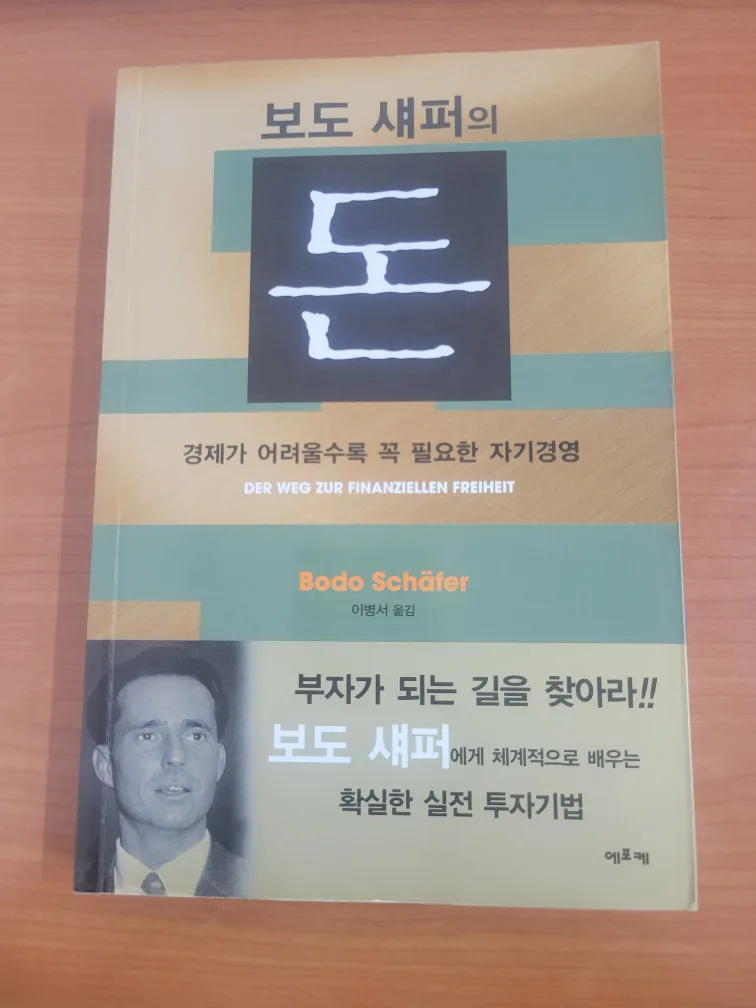 보도 섀퍼의
돈
경제가 어려울수록 꼭 필요한 자기경영
DER WEG ZUR FINANZIELLEN FREIHEIT
Bodo Schäfer
이병서 옮김
부자가 되는 길을 찾아라!!
보도 섀퍼에게 체계적으로 배우는
확실한 실전 투자기법
에포케